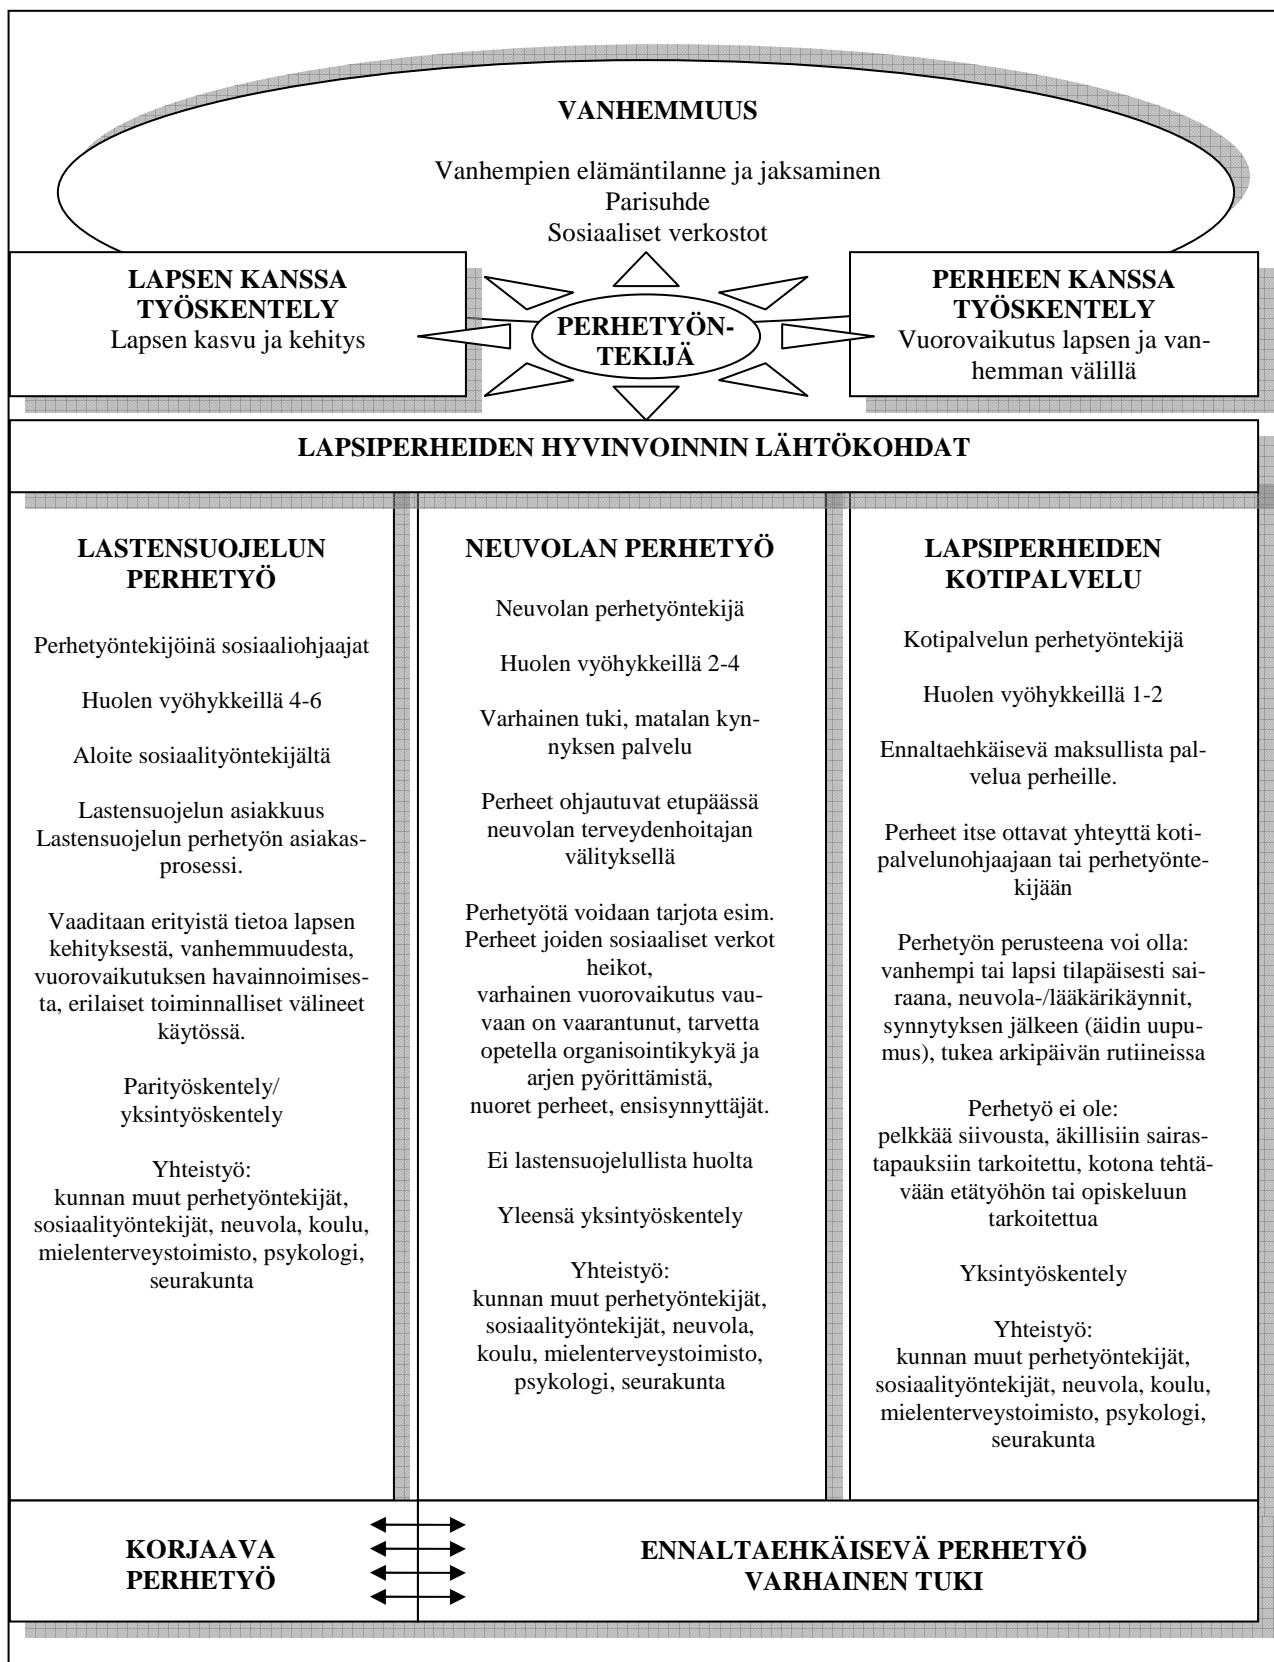 VANHEMMUUS
Vanhempien elämäntilanne ja jaksaminen
Parisuhde
Sosiaaliset verkostot
LAPSEN KANSSA
TYÖSKENTELY
Lapsen kasvu ja kehitys
PERHETYÖN-
TEKIJÄ
PERHEEN KANSSA
TYÖSKENTELY
Vuorovaikutus lapsen ja van-
hemman välillä
LAPSIPERHEIDEN HYVINVOINNIN LÄHTÖKOHDAT
LASTENSUOJELUN
PERHETYÖ
Perhetyöntekijöinä sosiaaliohjaajat
Huolen vyöhykkeillä 4-6
Aloite sosiaalityöntekijältä
Lastensuojelun asiakkuus
Lastensuojelun perhetyön asiakas-
prosessi.
Vaaditaan erityistä tietoa lapsen
kehityksestä, vanhemmuudesta,
vuorovaikutuksen havainnoimises-
ta, erilaiset toiminnalliset välineet
käytössä.
Parityöskentely/
yksintyöskentely
Yhteistyö:
kunnan muut perhetyöntekijät,
sosiaalityöntekijät, neuvola, koulu,
mielenterveystoimisto, psykologi,
seurakunta
NEUVOLAN PERHETYÖ
Neuvolan perhetyöntekijä
Huolen vyöhykkeillä 2-4
Varhainen tuki, matalan kyn-
nyksen palvelu
Perheet ohjautuvat etupäässä
neuvolan terveydenhoitajan
välityksellä
Perhetyötä voidaan tarjota esim.
Perheet joiden sosiaaliset verkot
heikot,
varhainen vuorovaikutus vau-
vaan on vaarantunut, tarvetta
opetella organisointikykyä ja
arjen pyörittämistä,
nuoret perheet, ensisynnyttäjät.
Ei lastensuojelullista huolta
Yleensä yksintyöskentely
Yhteistyö:
kunnan muut perhetyöntekijät,
sosiaalityöntekijät, neuvola,
koulu, mielenterveystoimisto,
psykologi, seurakunta
LAPSIPERHEIDEN
KOTIPALVELU
Kotipalvelun perhetyöntekijä
Huolen vyöhykkeillä 1-2
Ennaltaehkäisevä maksullista pal-
velua perheille.
Perheet itse ottavat yhteyttä koti-
palvelunohjaajaan tai perhetyönte-
kijään
Perhetyön perusteena voi olla:
vanhempi tai lapsi tilapäisesti sai-
raana, neuvola-/lääkärikäynnit,
synnytyksen jälkeen (äidin uupu-
mus), tukea arkipäivän rutiineissa
Perhetyö ei ole:
pelkkää siivousta, äkillisiin sairas-
tapauksiin tarkoitettu, kotona tehtä-
vään etätyöhön tai opiskeluun
tarkoitettua
Yksintyöskentely
Yhteistyö:
kunnan muut perhetyöntekijät,
sosiaalityöntekijät, neuvola, koulu,
mielenterveystoimisto, psykologi,
seurakunta
KORJAAVA
PERHETYÖ
ENNALTAEHKÄISEVÄ PERHETYÖ
VARHAINEN TUKI